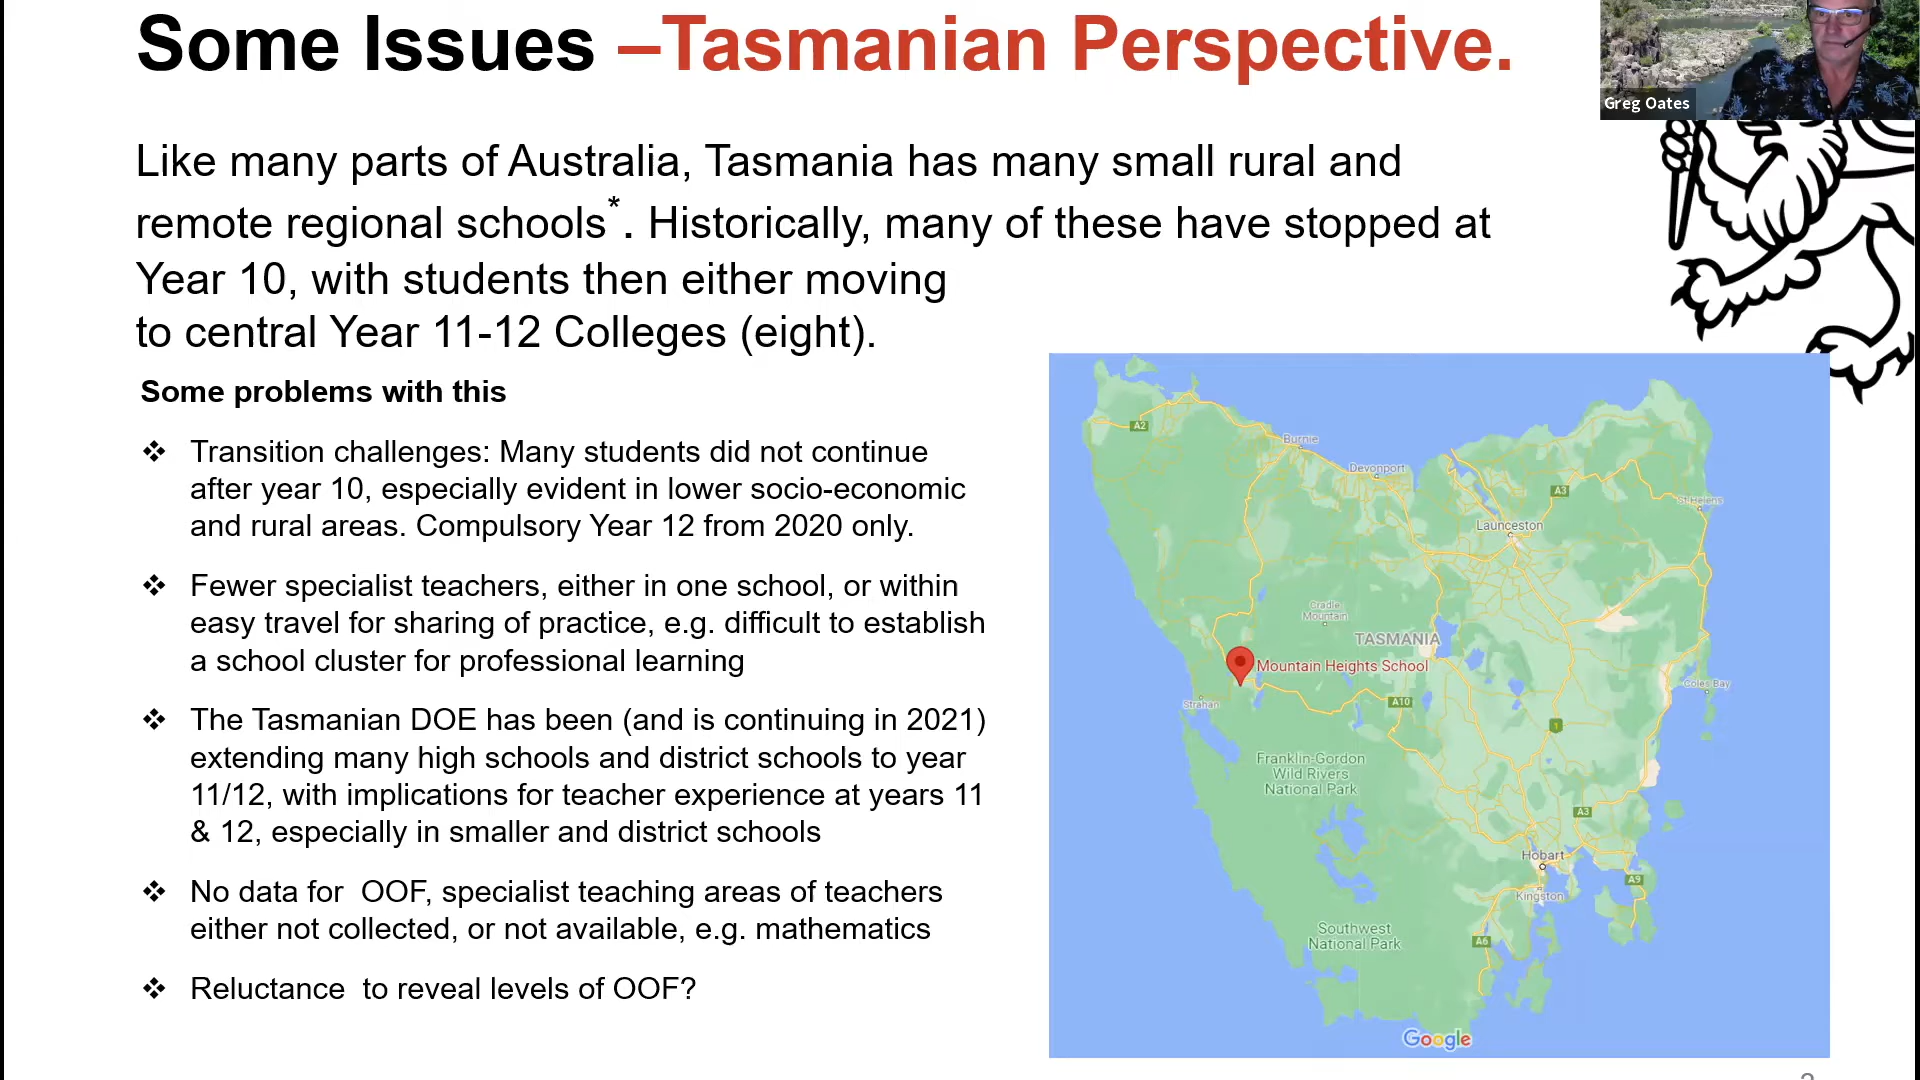 Some Issues –Tasmanian Perspective.
Greg Oates
Like many parts of Australia, Tasmania has many small rural and
remote regional schools*. Historically, many of these have stopped at
Year 10, with students then either moving
to central Year 11-12 Colleges (eight).
Some problems with this
❖ Transition challenges: Many students did not continue
after year 10, especially evident in lower socio-economic
and rural areas. Compulsory Year 12 from 2020 only.
❖ Fewer specialist teachers, either in one school, or within
easy travel for sharing of practice, e.g. difficult to establish
a school cluster for professional learning
❖ The Tasmanian DOE has been (and is continuing in 2021)
extending many high schools and district schools to year
11/12, with implications for teacher experience at years 11
& 12, especially in smaller and district schools
❖ No data for  OOF, specialist teaching areas of teachers
either not collected, or not available, e.g. mathematics
❖ Reluctance  to reveal levels of OOF?
A2
Burnie
Devonport
A3
St Helens
Launceston
Cradle
Mountain
TASMANIA
Mountain Heights School
Strahan
A10
Coles Bay
1
Franklin-Gordon
Wild Rivers
National Park
A3
Hobart
A9
Kingston
Southwest
National Park
A6
Google